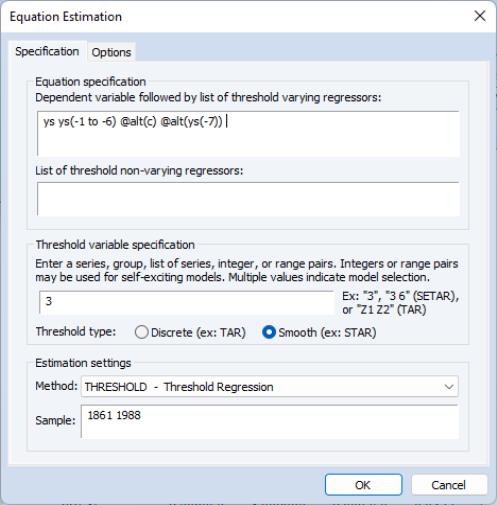 Equation Estimation
Specification
Options
Equation specification
Dependent variable followed by list of threshold varying regressors:
ys ys(-1 to -6) @alt(c) @alt(ys(-7))
List of threshold non-varying regressors:
Threshold variable specification
Enter a series, group, list of series, integer, or range pairs. Integers or range pairs
may be used for self-exciting models. Multiple values indicate model selection.
3
Ex: "3", "3 6" (SETAR),
or "Z1 Z2" (TAR)
Threshold type:
Discrete (ex: TAR)
Smooth (ex: STAR)
Estimation settings
Method:
THRESHOLD - Threshold Regression
Sample:
1861 1988
OK
Cancel